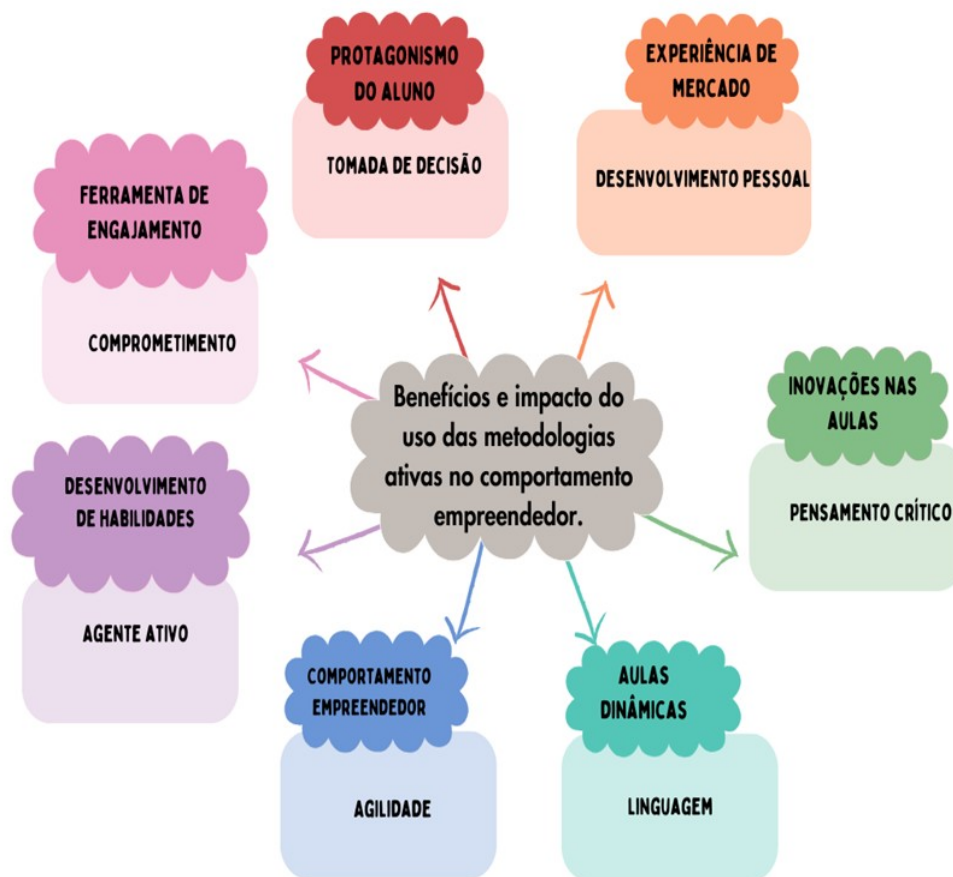 PROTAGONISMO
DO ALUNO
TOMADA DE DECISÃO
EXPERIÊNCIA DE
MERCADO
DESENVOLVIMENTO PESSOAL
FERRAMENTA DE
ENGAJAMENTO
COMPROMETIMENTO
Benefícios e impacto do
uso das metodologias
ativas no comportamento
empreendedor.
INOVAÇÕES NAS
AULAS
PENSAMENTO CRÍTICO
DESENVOLVIMENTO
DE HABILIDADES
AGENTE ATIVO
COMPORTAMENTO
EMPREENDEDOR
AGILIDADE
AULAS
DINÂMICAS
LINGUAGEM